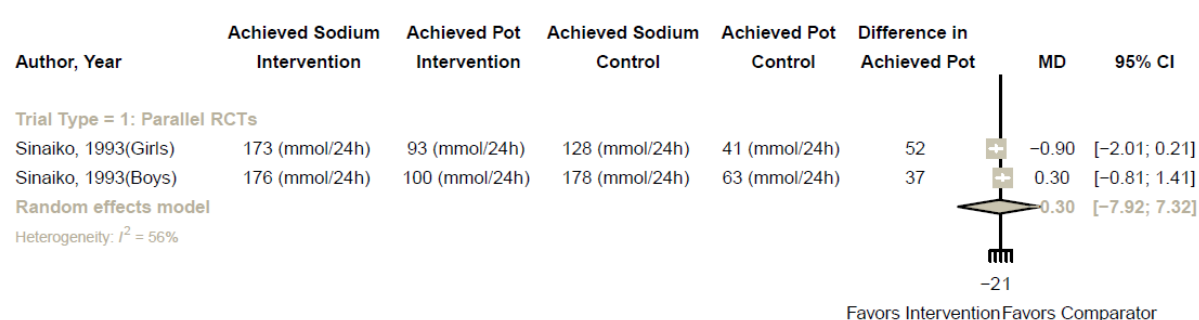 Achieved Sodium Achieved Pot Achieved Sodium Achieved Pot Difference in
Author, Year Intervention Intervention Control Control Achieved Pot MD 95% CI
Trial Type = 1: Parallel RCTs
Sinaiko, 1993(Girls) 173 (mmol/24h) 93 (mmol/24h) 128 (mmol/24h) 41 (mmol/24h) 52 −0.90 [−2.01; 0.21]
Sinaiko, 1993(Boys) 176 (mmol/24h) 100 (mmol/24h) 178 (mmol/24h) 63 (mmol/24h) 37 0.30 [−0.81; 1.41]
Random effects model −0.30 [−7.92; 7.32]
Heterogeneity: I² = 56%
−21
Favors Intervention Favors Comparator